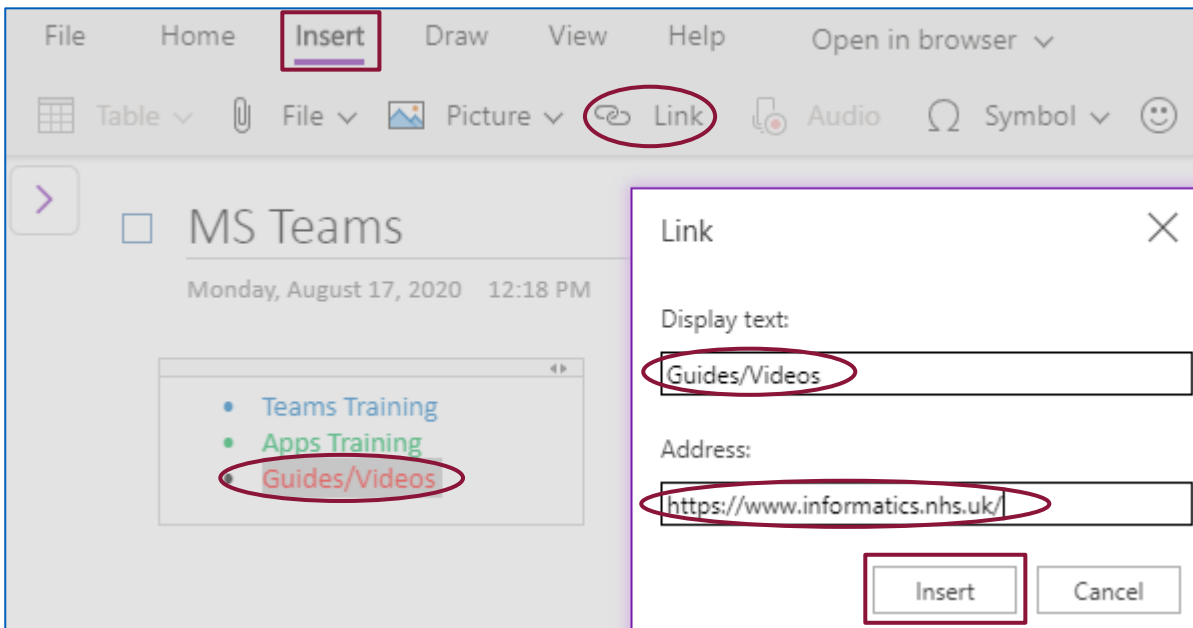 File Home Insert Draw View Help Open in browser
Table File Picture Link Audio Symbol
MS Teams
Monday, August 17, 2020 12:18 PM
• Teams Training
• Apps Training
• Guides/Videos
Link
Display text:
Guides/Videos
Address:
https://www.informatics.nhs.uk/
Insert Cancel